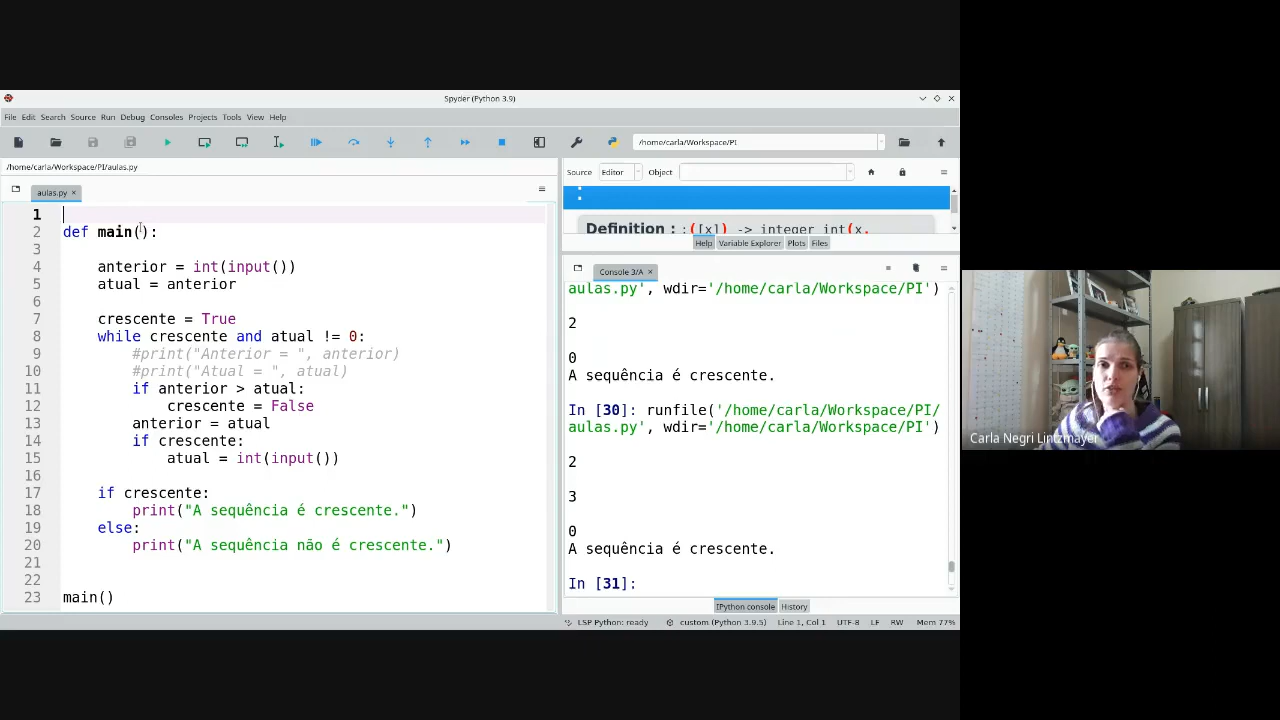 Spyder (Python 3.9)
File Edit Search Source Run Debug Consoles Projects Tools View Help
/home/carla/Workspace/PI
/home/carla/Workspace/PI/aulas.py
aulas.py
1
2 def main():
3
4 anterior = int(input())
5 atual = anterior
6
7 crescente = True
8 while crescente and atual != 0:
9 #print("Anterior = ", anterior)
10 #print("Atual = ", atual)
11 if anterior > atual:
12 crescente = False
13 anterior = atual
14 if crescente:
15 atual = int(input())
16
17 if crescente:
18 print("A sequência é crescente.")
19 else:
20 print("A sequência não é crescente.")
21
22
23 main()
Source Editor Object
:
Definition : :([x]) -> integer int(x,
Help Variable Explorer Plots Files
Console 3/A
aulas.py', wdir='/home/carla/Workspace/PI')
2
0
A sequência é crescente.
In [30]: runfile('/home/carla/Workspace/PI/
aulas.py', wdir='/home/carla/Workspace/PI')
2
3
0
A sequência é crescente.
In [31]:
IPython console History
LSP Python: ready custom (Python 3.9.5) Line 1, Col 1 UTF-8 LF RW Mem 77%
Carla Negri Lintzmayer